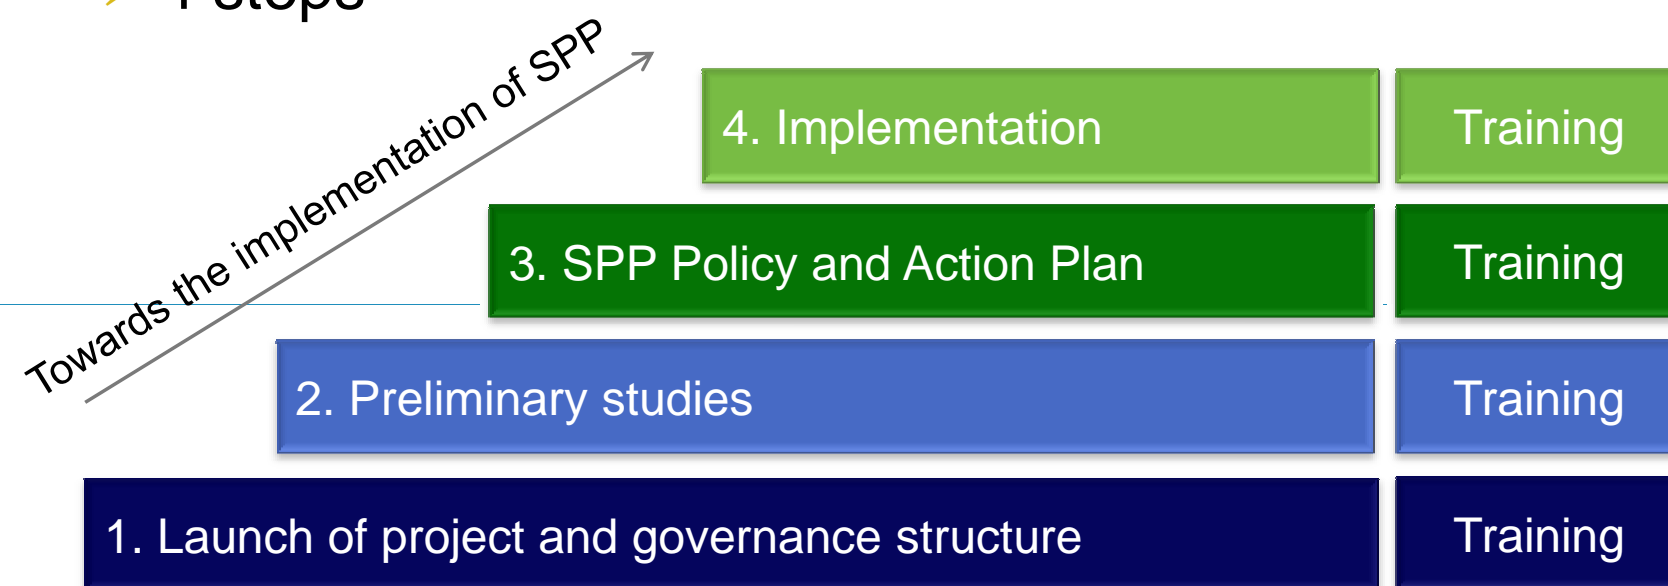 steps
Towards the implementation of SPP
4. Implementation
Training
3. SPP Policy and Action Plan
Training
2. Preliminary studies
Training
1. Launch of project and governance structure
Training